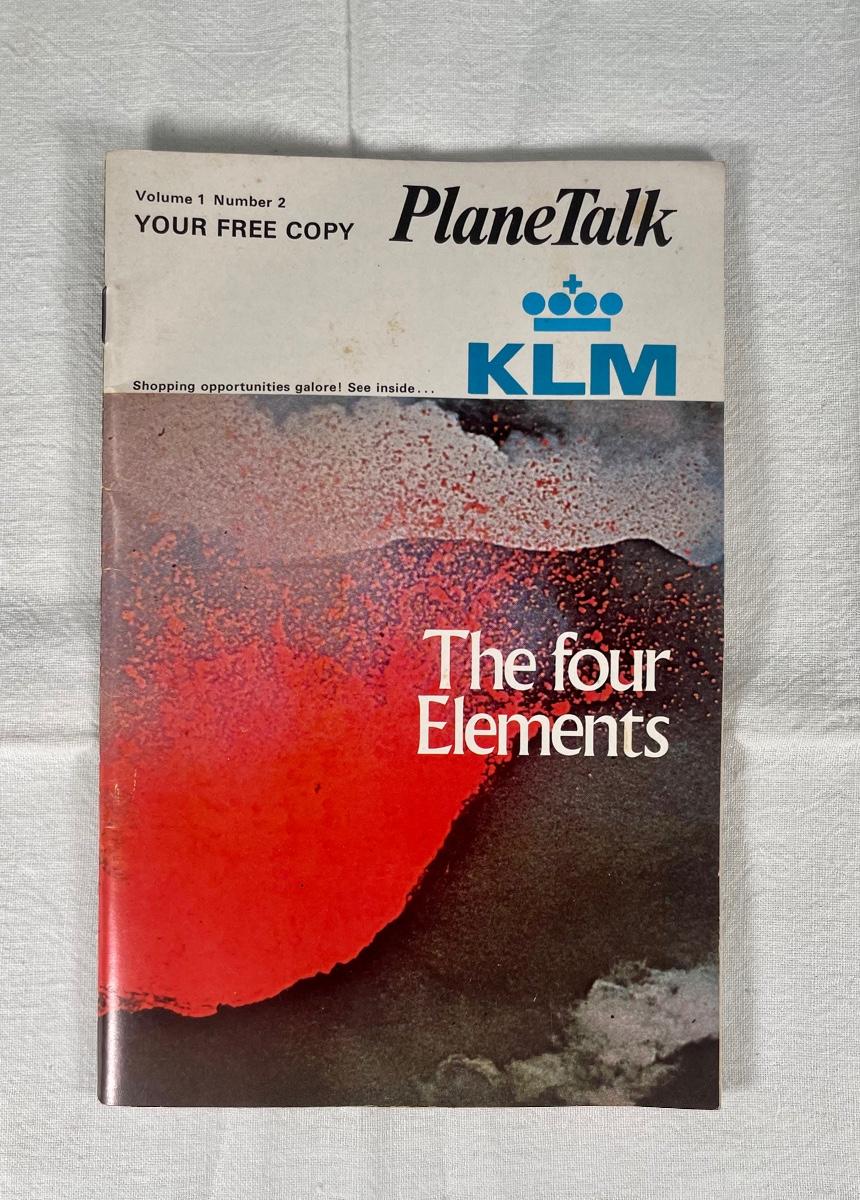 Volume 1 Number 2
YOUR FREE COPY
PlaneTalk
KLM
Shopping opportunities galore! See inside...
The four
Elements